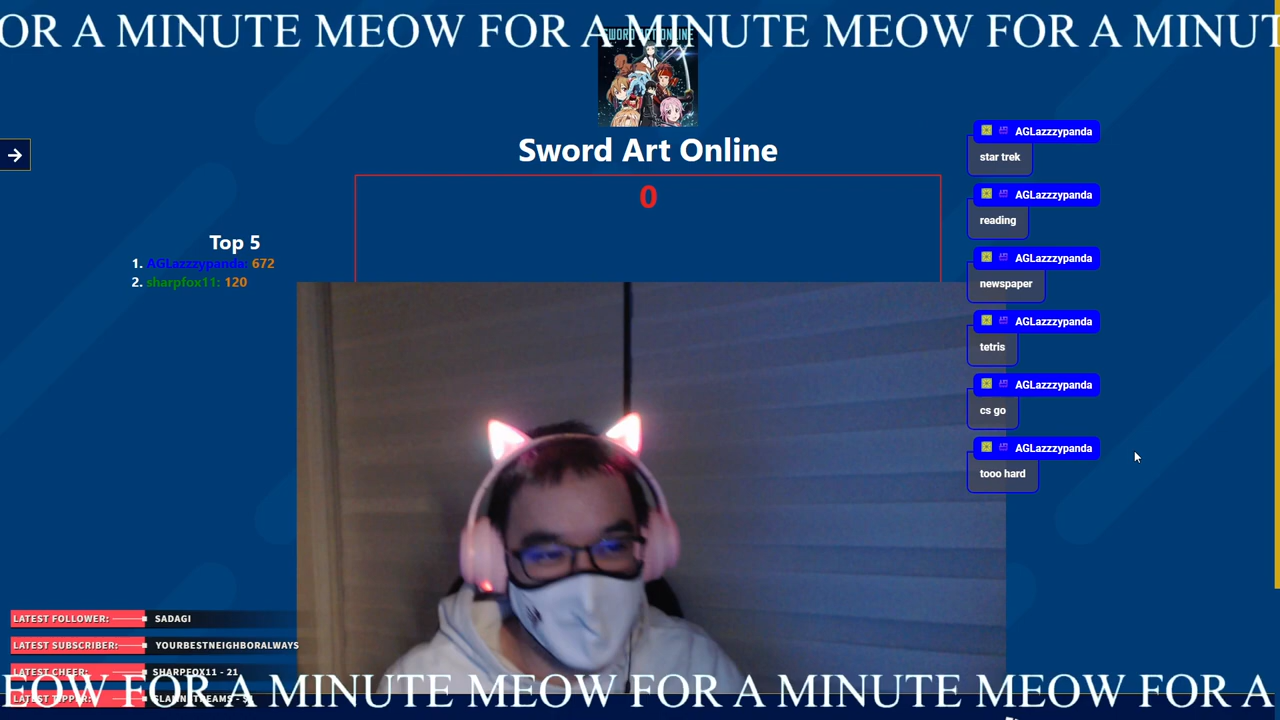 OR A MINUTE MEOW FOR A MINUTE MEOW FOR A MINUT
SWORD ART ONLINE
Sword Art Online
0
Top 5
1. AGLazzzypanda: 672
2. sharpfox11: 120
AGLazzzypanda
star trek
AGLazzzypanda
reading
AGLazzzypanda
newspaper
AGLazzzypanda
tetris
AGLazzzypanda
cs go
AGLazzzypanda
tooo hard
LATEST FOLLOWER: SADAGI
LATEST SUBSCRIBER: YOURBESTNEIGHBORALWAYS
LATEST CHEER: SHARPFOX11 - 21
LATEST TIPPER:
EOW FOR A MINUTE MEOW FOR A MINUTE MEOW FOR A